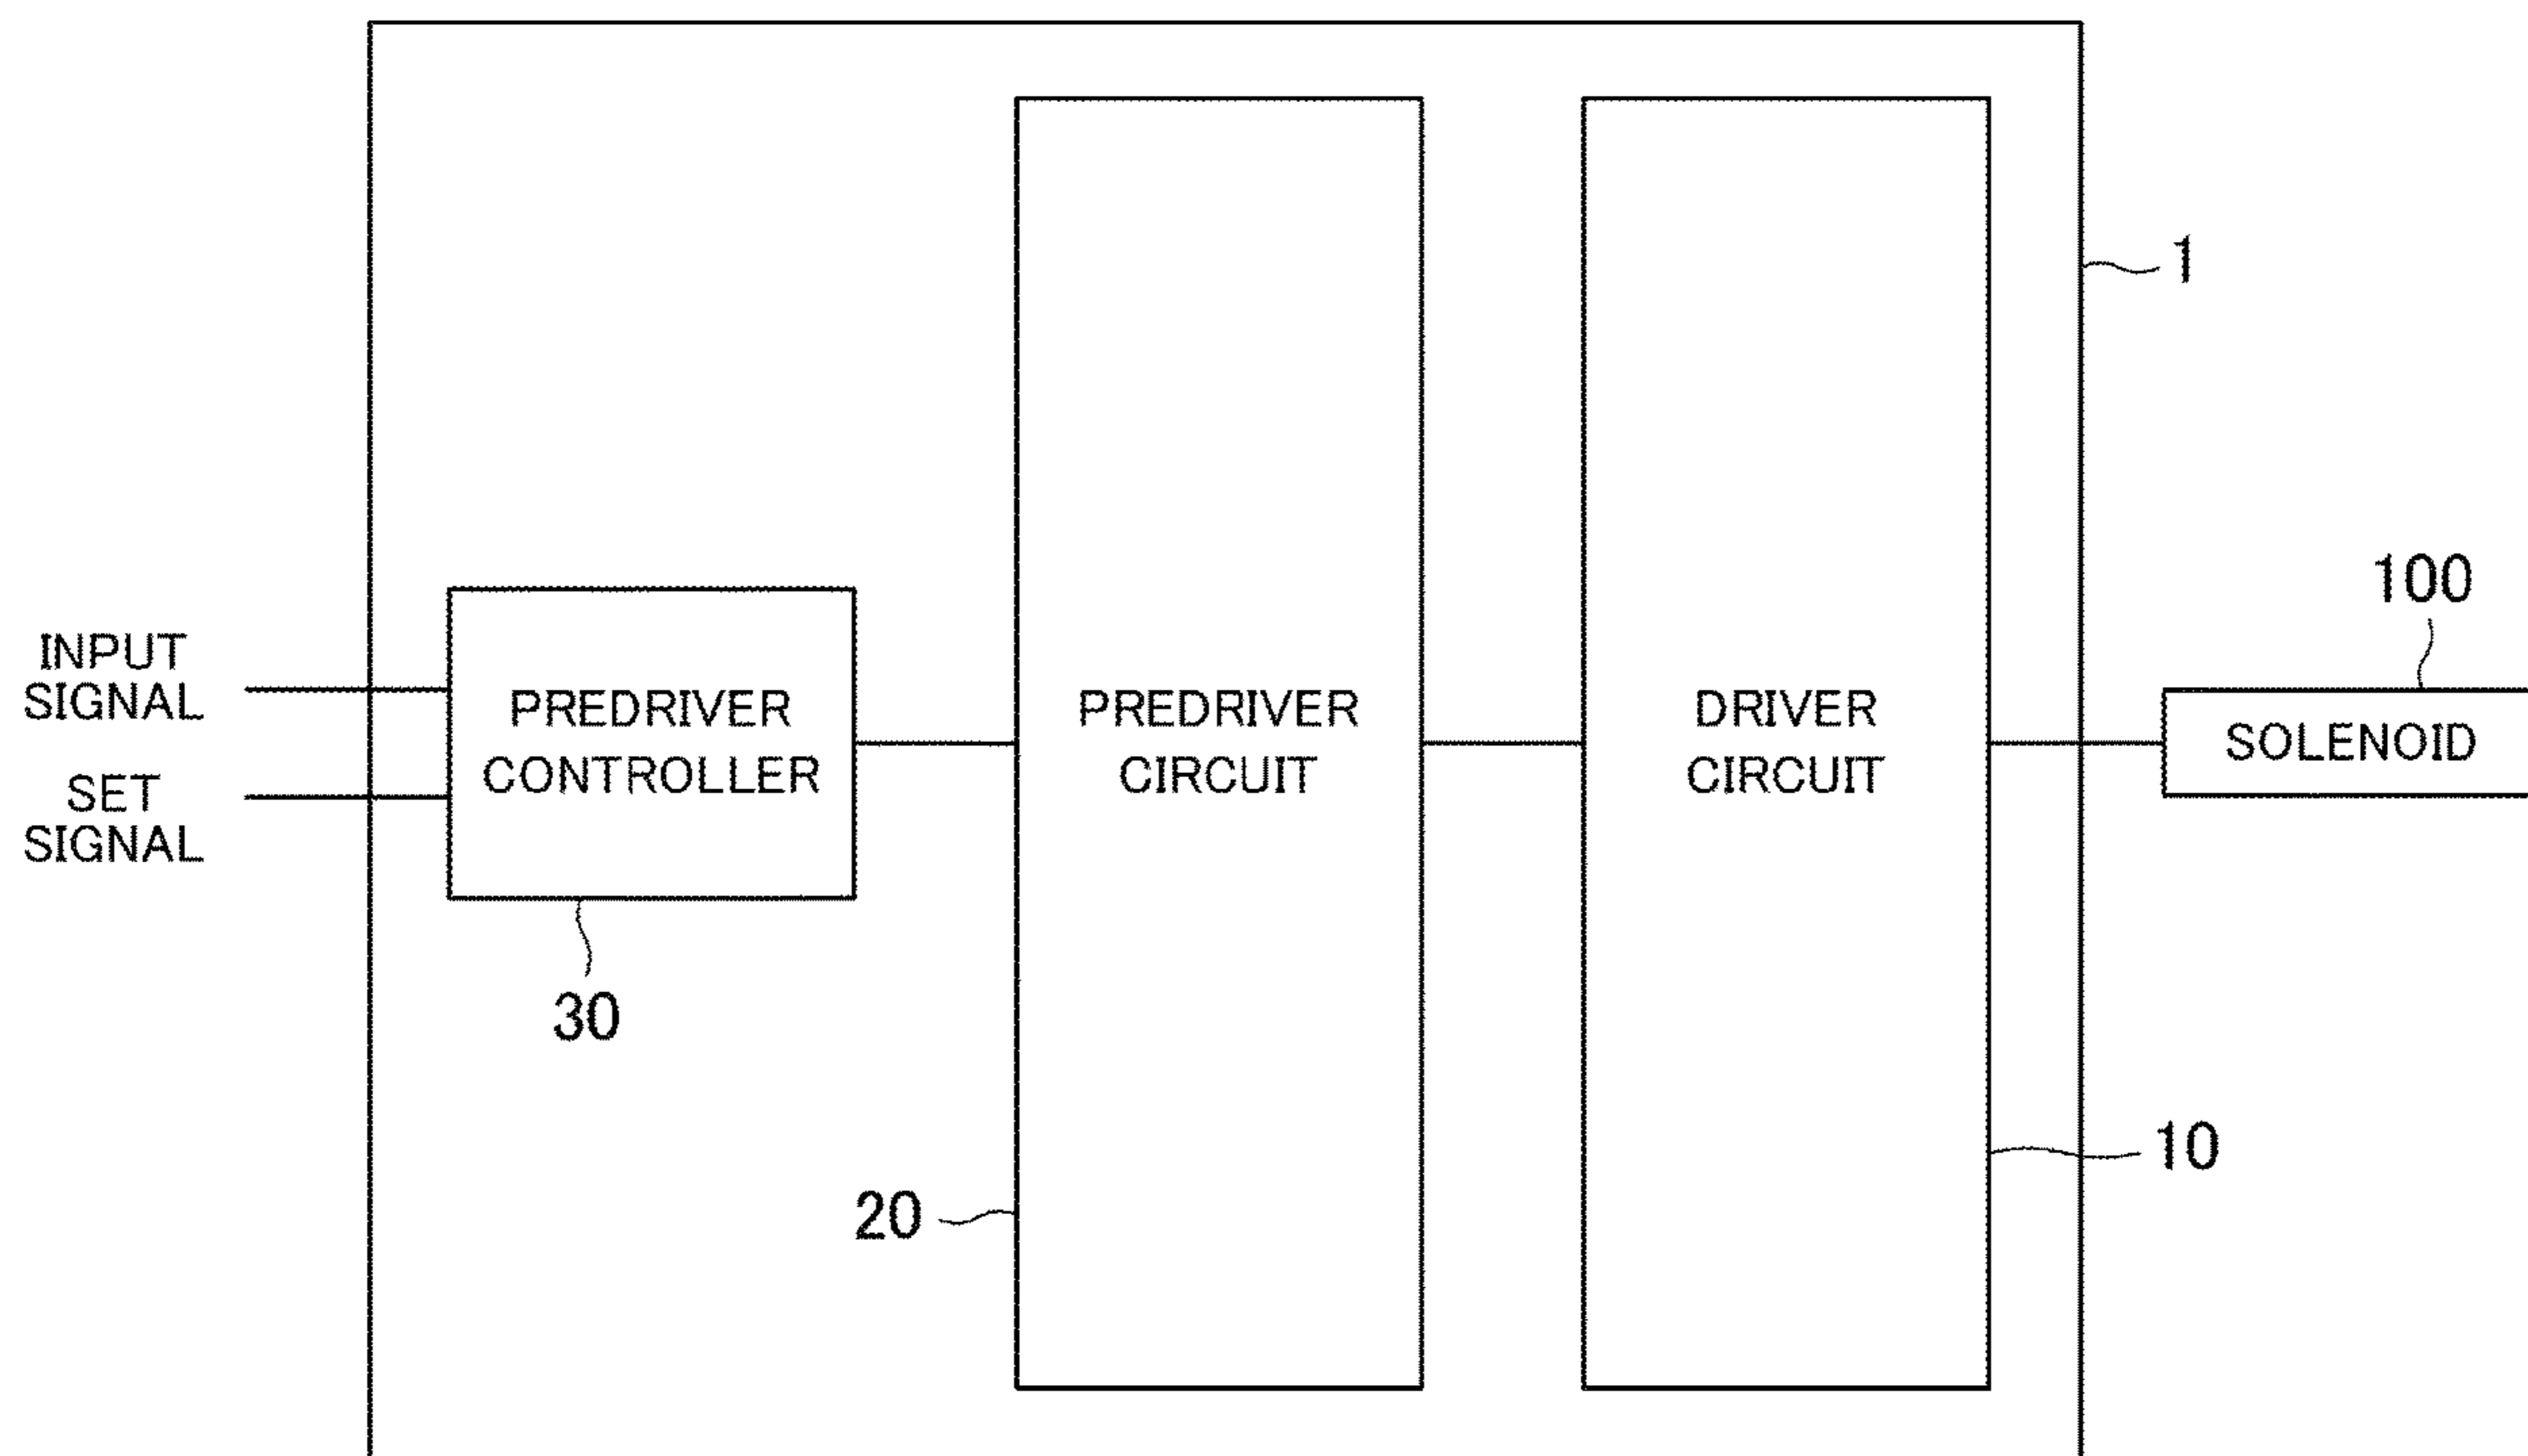 1
100
INPUT
SIGNAL
SET
SIGNAL
PREDRIVER
CONTROLLER
30
PREDRIVER
CIRCUIT
20
DRIVER
CIRCUIT
10
SOLENOID